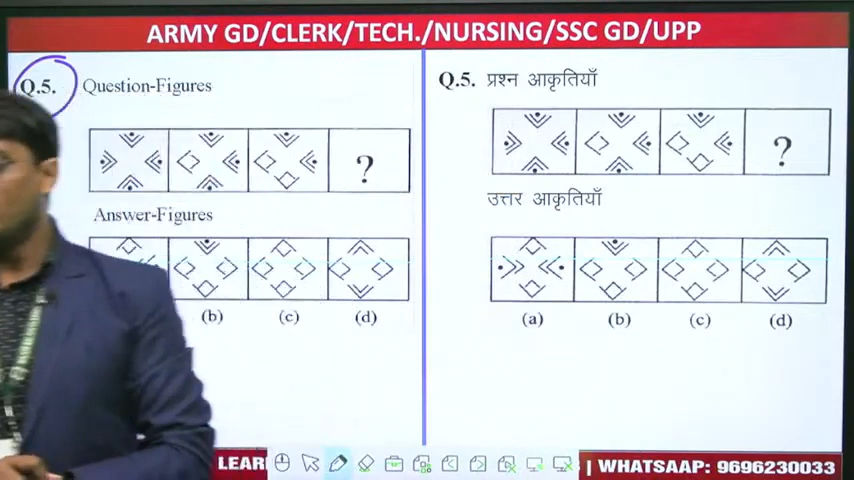 ARMY GD/CLERK/TECH./NURSING/SSC GD/UPP
Q.5. Question-Figures
?
Answer-Figures
(b) (c) (d)
Q.5. प्रश्न आकृतियाँ
?
उत्तर आकृतियाँ
(a) (b) (c) (d)
| WHATSAAP: 9696230033